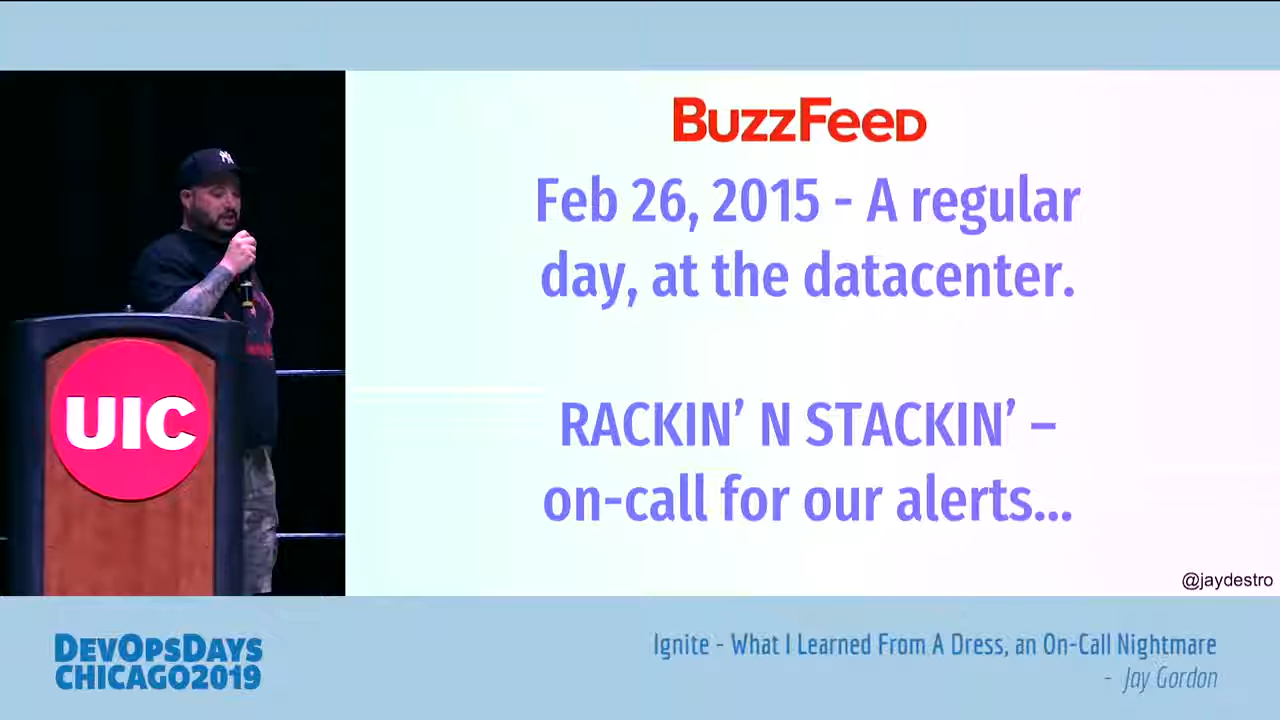 BuzzFeed
Feb 26, 2015 - A regular
day, at the datacenter.
RACKIN’ N STACKIN’ –
on-call for our alerts...
@jaydestro
UIC
DevOpsDays
Chicago2019
Ignite - What I Learned From A Dress, an On-Call Nightmare
- Jay Gordon